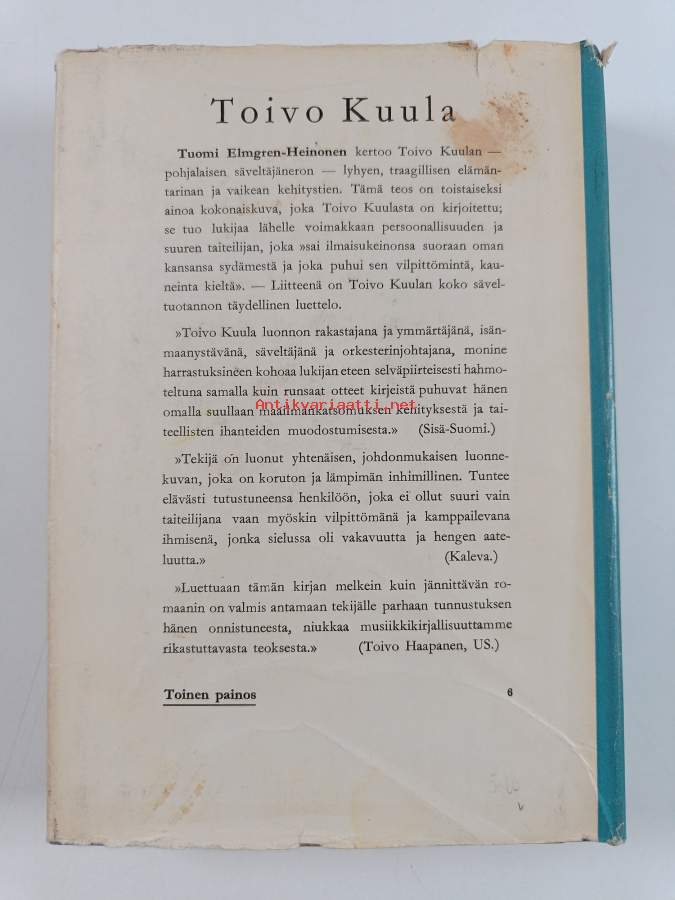 Toivo Kuula
Tuomi Elmgren-Heinonen kertoo Toivo Kuulan —
pohjalaisen säveltäjäneron — lyhyen, traagillisen elämän-
tarinan ja vaikean kehitystien. Tämä teos on toistaiseksi
ainoa kokonaiskuva, joka Toivo Kuulasta on kirjoitettu;
se tuo lukijaa lähelle voimakkaan persoonallisuuden ja
suuren taiteilijan, joka »sai ilmaisukeinonsa suoraan oman
kansansa sydämestä ja joka puhui sen vilpittömintä, kau-
neinta kieltä». — Liitteenä on Toivo Kuulan koko sävel-
tuotannon täydellinen luettelo.
»Toivo Kuula luonnon rakastajana ja ymmärtäjänä, isän-
maanystävänä, säveltäjänä ja orkesterinjohtajana, monine
harrastuksineen kohoaa lukijan eteen selväpiirteisesti hahmo-
teltuna samalla kuin runsaat otteet kirjeistä puhuvat hänen
omalla suullaan maailmankatsomuksen kehityksestä ja tai-
Antikvariaatti.net
teellisten ihanteiden muodostumisesta.» (Sisä-Suomi.)
»Tekijä on luonut yhtenäisen, johdonmukaisen luonne-
kuvan, joka on koruton ja lämpimän inhimillinen. Tuntee
elävästi tutustuneensa henkilöön, joka ei ollut suuri vain
taiteilijana vaan myöskin vilpittömänä ja kamppailevana
ihmisenä, jonka sielussa oli vakavuutta ja hengen aate-
luutta.» (Kaleva.)
»Luettuaan tämän kirjan melkein kuin jännittävän ro-
maanin on valmis antamaan tekijälle parhaan tunnustuksen
hänen onnistuneesta, niukkaa musiikkikirjallisuuttamme
rikastuttavasta teoksesta.» (Toivo Haapanen, US.)
Toinen painos 6